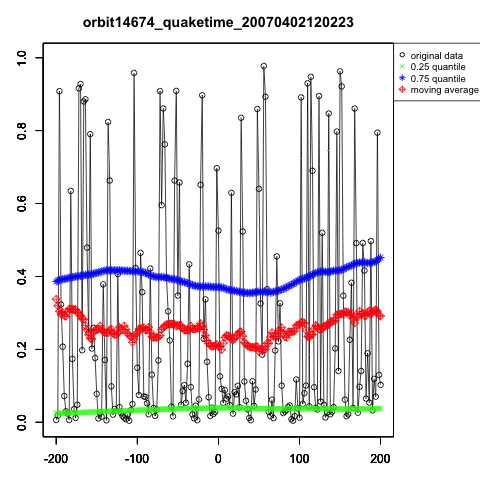 orbit14674_quaketime_20070402120223
original data
0.25 quantile
0.75 quantile
moving average
1.0
0.8
0.6
0.4
0.2
0.0
-200 -100 0 100 200